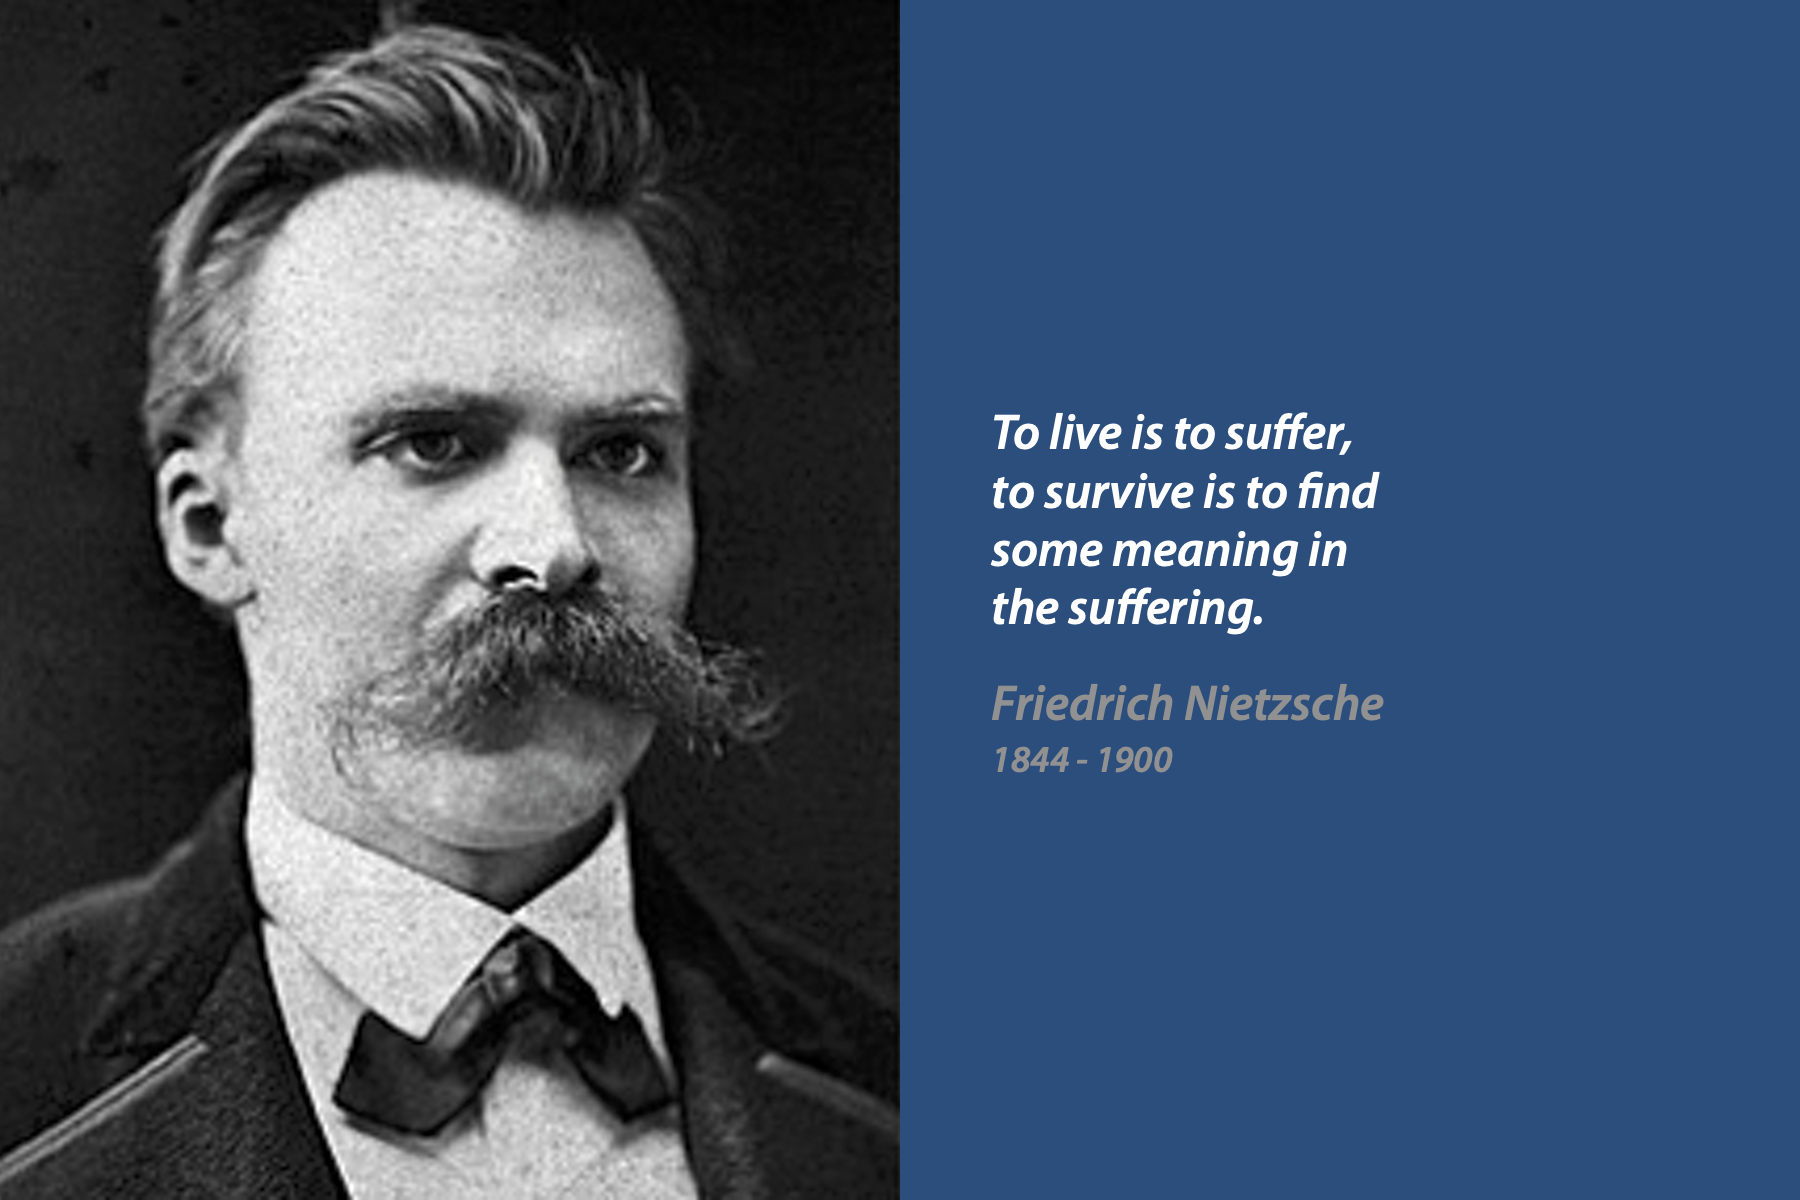 To live is to suffer,
to survive is to find
some meaning in
the suffering.
Friedrich Nietzsche
1844 - 1900